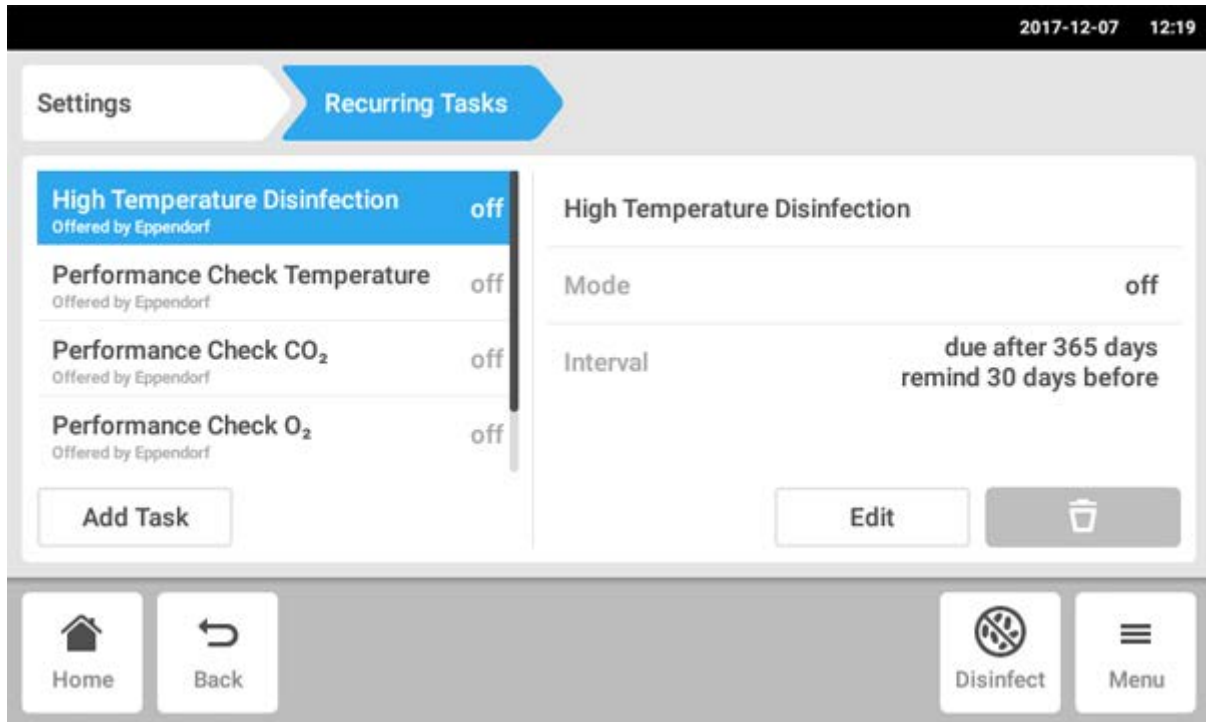 2017-12-07 12:19
Settings
Recurring Tasks
High Temperature Disinfection off
Offered by Eppendorf
Performance Check Temperature off
Offered by Eppendorf
Performance Check CO₂ off
Offered by Eppendorf
Performance Check O₂ off
Offered by Eppendorf
Add Task
High Temperature Disinfection
Mode off
Interval due after 365 days
remind 30 days before
Edit
Home
Back
Disinfect
Menu